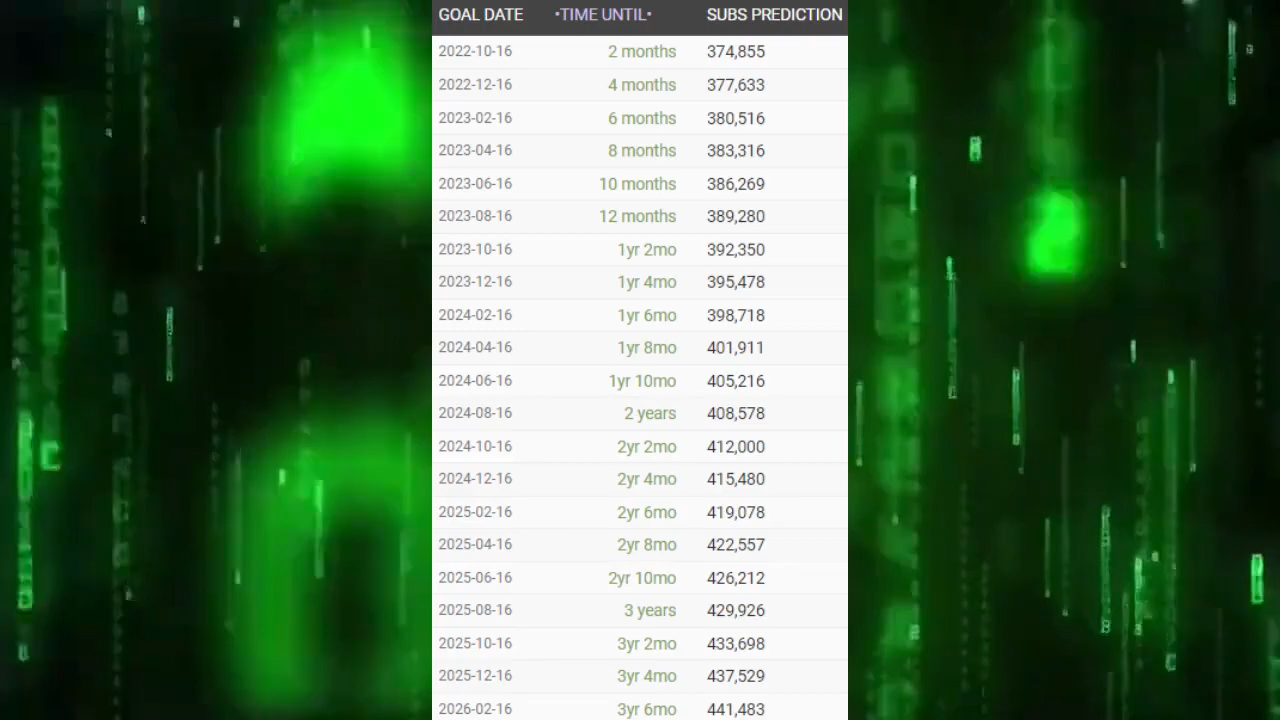 GOAL DATE •TIME UNTIL• SUBS PREDICTION
2022-10-16 2 months 374,855
2022-12-16 4 months 377,633
2023-02-16 6 months 380,516
2023-04-16 8 months 383,316
2023-06-16 10 months 386,269
2023-08-16 12 months 389,280
2023-10-16 1yr 2mo 392,350
2023-12-16 1yr 4mo 395,478
2024-02-16 1yr 6mo 398,718
2024-04-16 1yr 8mo 401,911
2024-06-16 1yr 10mo 405,216
2024-08-16 2 years 408,578
2024-10-16 2yr 2mo 412,000
2024-12-16 2yr 4mo 415,480
2025-02-16 2yr 6mo 419,078
2025-04-16 2yr 8mo 422,557
2025-06-16 2yr 10mo 426,212
2025-08-16 3 years 429,926
2025-10-16 3yr 2mo 433,698
2025-12-16 3yr 4mo 437,529
2026-02-16 3yr 6mo 441,483